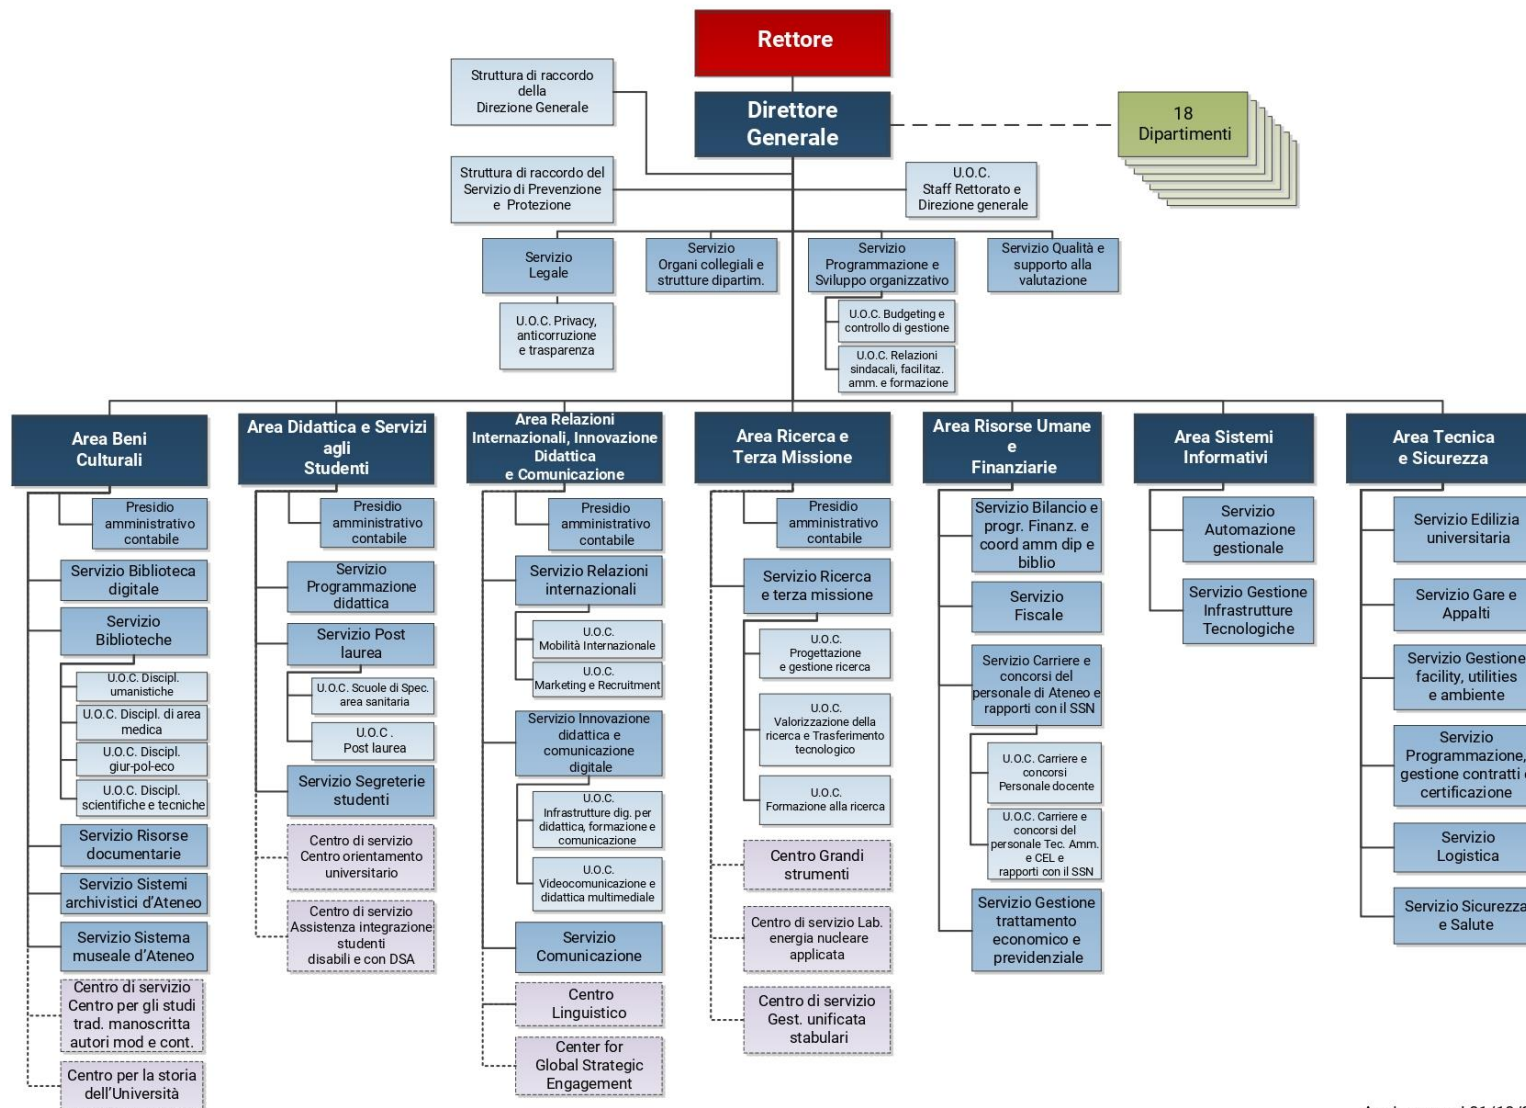 Rettore
Struttura di raccordo
della
Direzione Generale
Direttore
Generale
18
Dipartimenti
Struttura di raccordo del
Servizio di Prevenzione
e Protezione
U.O.C.
Staff Rettorato e
Direzione generale
Servizio
Legale
Servizio
Organi collegiali e
strutture dipartim.
Servizio
Programmazione e
Sviluppo organizzativo
Servizio Qualità e
supporto alla
valutazione
U.O.C. Privacy,
anticorruzione
e trasparenza
U.O.C. Budgeting e
controllo di gestione
U.O.C. Relazioni
sindacali, facilitaz.
amm. e formazione
Area Beni
Culturali
Presidio
amministrativo
contabile
Servizio Biblioteca
digitale
Servizio
Biblioteche
U.O.C. Discipl.
umanistiche
U.O.C. Discipl. di area
medica
U.O.C. Discipl.
giur-pol-eco
U.O.C. Discipl.
scientifiche e tecniche
Servizio Risorse
documentarie
Servizio Sistemi
archivistici d'Ateneo
Servizio Sistema
museale d'Ateneo
Centro di servizio
Centro per gli studi
trad. manoscritta
autori mod e cont.
Centro per la storia
dell'Università
Area Didattica e Servizi
agli
Studenti
Presidio
amministrativo
contabile
Servizio
Programmazione
didattica
Servizio Post
laurea
U.O.C. Scuole di Spec.
area sanitaria
U.O.C .
Post laurea
Servizio Segreterie
studenti
Centro di servizio
Centro orientamento
universitario
Centro di servizio
Assistenza integrazione
studenti
disabili e con DSA
Area Relazioni
Internazionali, Innovazione
Didattica
e Comunicazione
Presidio
amministrativo
contabile
Servizio Relazioni
internazionali
U.O.C.
Mobilità Internazionale
U.O.C.
Marketing e Recruitment
Servizio Innovazione
didattica e
comunicazione
digitale
U.O.C.
Infrastrutture dig. per
didattica, formazione e
comunicazione
U.O.C.
Videocomunicazione e
didattica multimediale
Servizio
Comunicazione
Centro
Linguistico
Center for
Global Strategic
Engagement
Area Ricerca e
Terza Missione
Presidio
amministrativo
contabile
Servizio Ricerca
e terza missione
U.O.C.
Progettazione
e gestione ricerca
U.O.C.
Valorizzazione della
ricerca e Trasferimento
tecnologico
U.O.C.
Formazione alla ricerca
Centro Grandi
strumenti
Centro di servizio Lab.
energia nucleare
applicata
Centro di servizio
Gest. unificata
stabulari
Area Risorse Umane
e
Finanziarie
Servizio Bilancio e
progr. Finanz. e
coord amm dip e
biblio
Servizio
Fiscale
Servizio Carriere e
concorsi del
personale di Ateneo e
rapporti con il SSN
U.O.C. Carriere e
concorsi
Personale docente
U.O.C. Carriere e
concorsi del
personale Tec. Amm.
e CEL e
rapporti con il SSN
Servizio Gestione
trattamento
economico e
previdenziale
Area Sistemi
Informativi
Servizio
Automazione
gestionale
Servizio Gestione
Infrastrutture
Tecnologiche
Area Tecnica
e Sicurezza
Servizio Edilizia
universitaria
Servizio Gare e
Appalti
Servizio Gestione
facility, utilities
e ambiente
Servizio
Programmazione,
gestione contratti e
certificazione
Servizio
Logistica
Servizio Sicurezza
e Salute